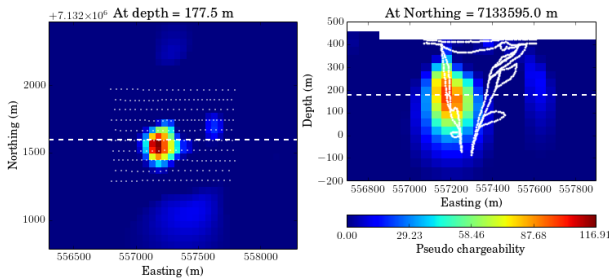 +7.132×10⁶ At depth = 177.5 m
2000
1500
1000
Northing (m)
556500 557000 557500 558000
Easting (m)
At Northing = 7133595.0 m
500
400
300
200
100
0
−100
−200
Depth (m)
556800 557000 557200 557400 557600 557800
Easting (m)
0.00 29.23 58.46 87.68 116.91
Pseudo chargeability